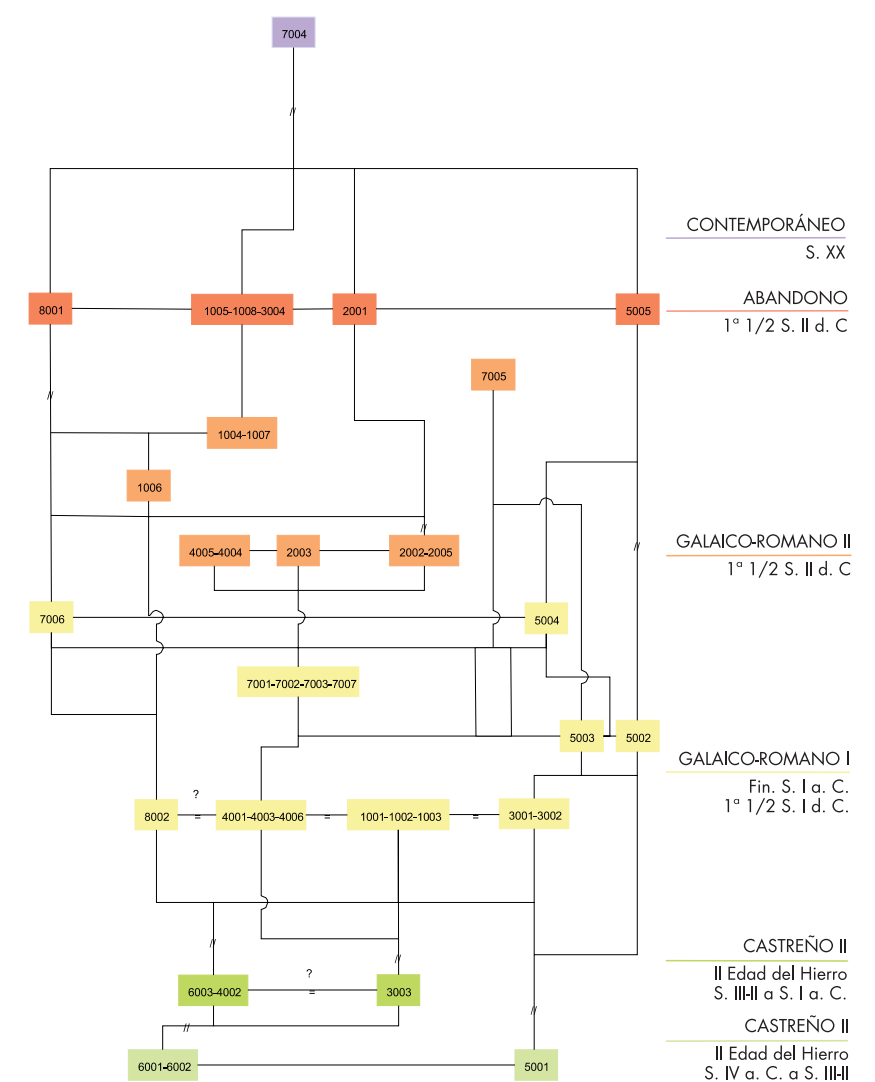 7004
CONTEMPORÁNEO
S. XX
8001
1005-1008-3004
2001
5005
ABANDONO
1ª 1/2 S. II d. C
7005
1004-1007
1006
4005-4004
2003
2002-2005
GALAICO-ROMANO II
1ª 1/2 S. II d. C
7006
5004
7001-7002-7003-7007
5003
5002
GALAICO-ROMANO I
Fin. S. I a. C.
1ª 1/2 S. I d. C.
?
8002
=
4001-4003-4006
=
1001-1002-1003
=
3001-3002
CASTREÑO II
II Edad del Hierro
S. III-II a S. I a. C.
?
6003-4002
=
3003
CASTREÑO II
II Edad del Hierro
S. IV a. C. a S. III-II
6001-6002
5001